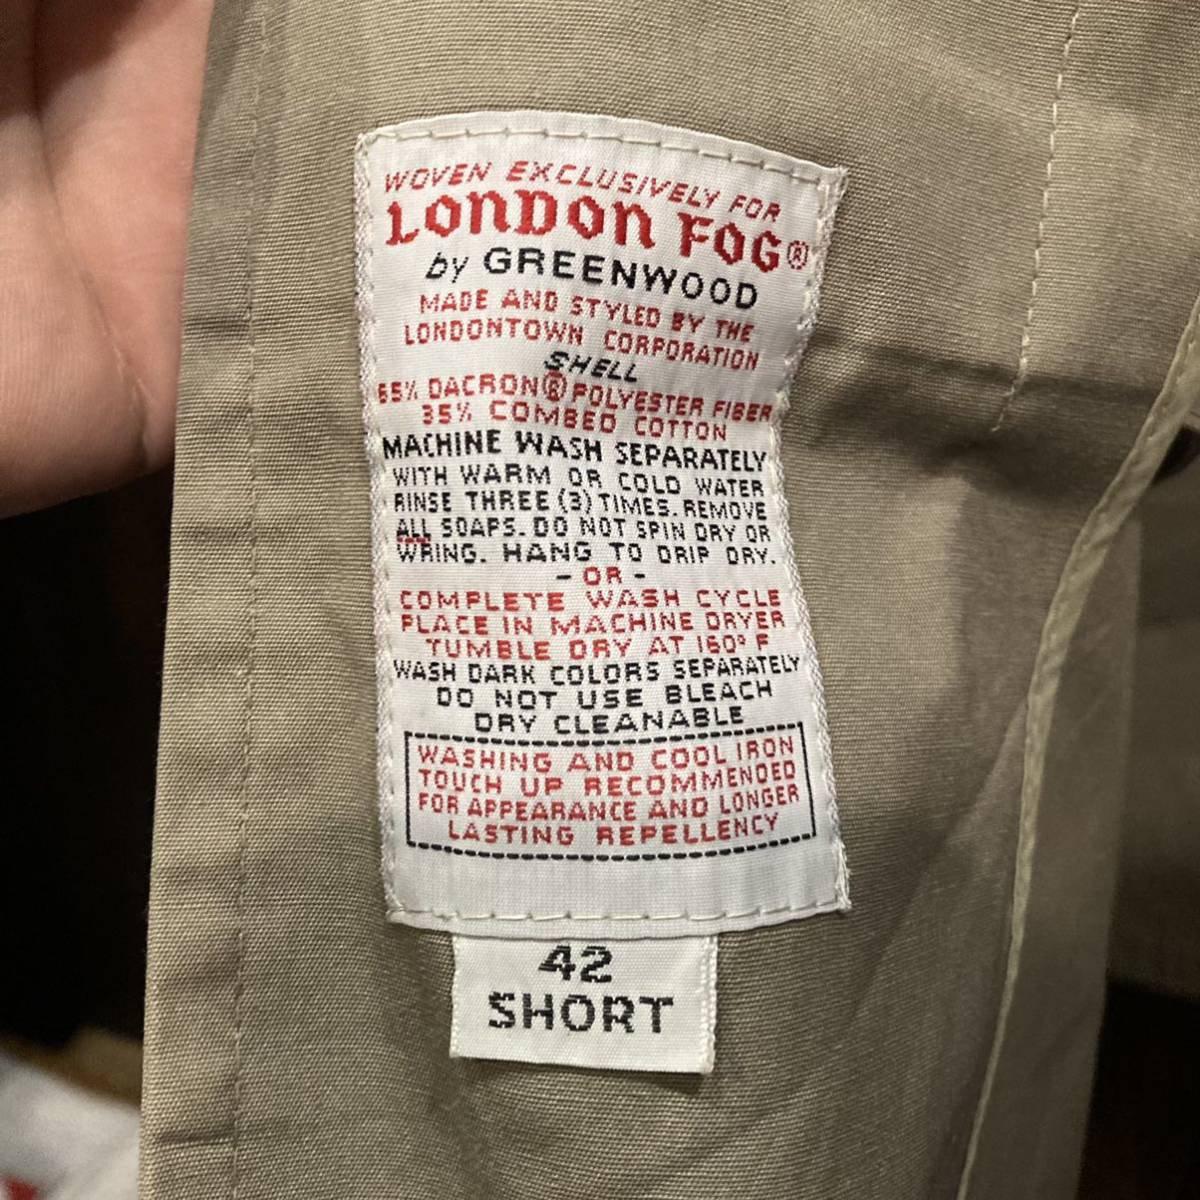 WOVEN EXCLUSIVELY FOR
LONDON FOG®
by GREENWOOD
MADE AND STYLED BY THE
LONDONTOWN CORPORATION
SHELL
65% DACRON® POLYESTER FIBER
35% COMBED COTTON
MACHINE WASH SEPARATELY
WITH WARM OR COLD WATER
RINSE THREE (3) TIMES. REMOVE
ALL SOAPS. DO NOT SPIN DRY OR
WRING. HANG TO DRIP DRY.
- OR -
COMPLETE WASH CYCLE
PLACE IN MACHINE DRYER
TUMBLE DRY AT 160° F
WASH DARK COLORS SEPARATELY
DO NOT USE BLEACH
DRY CLEANABLE
WASHING AND COOL IRON
TOUCH UP RECOMMENDED
FOR APPEARANCE AND LONGER
LASTING REPELLENCY
42
SHORT